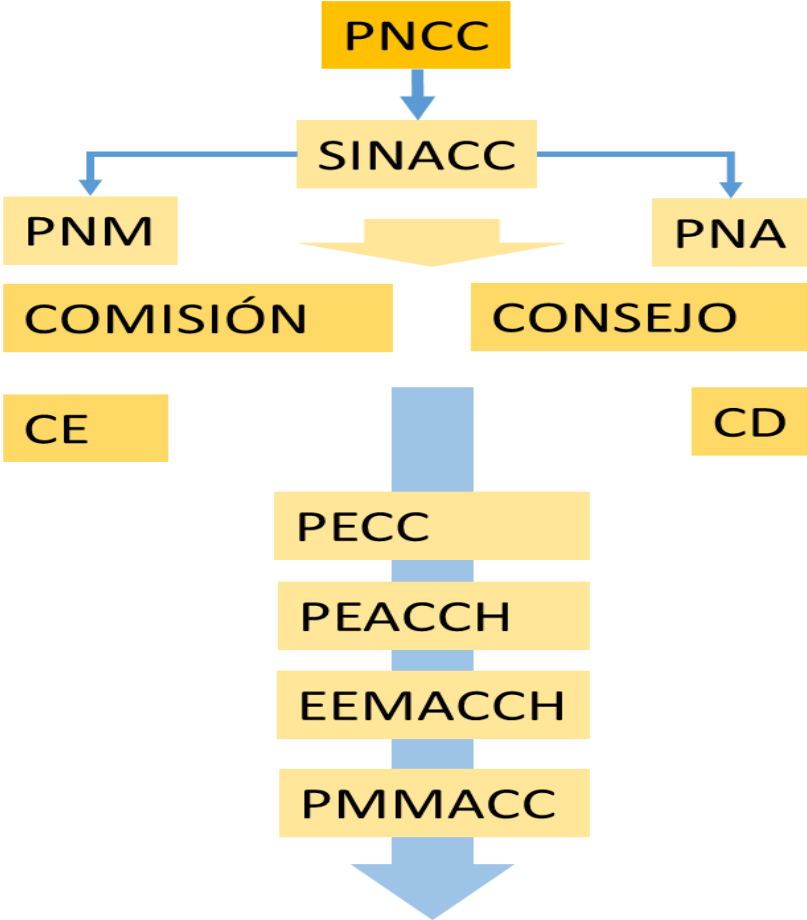 PNCC
SINACC
PNM
PNA
COMISIÓN
CONSEJO
CE
CD
PECC
PEACCH
EEMACCH
PMMACC